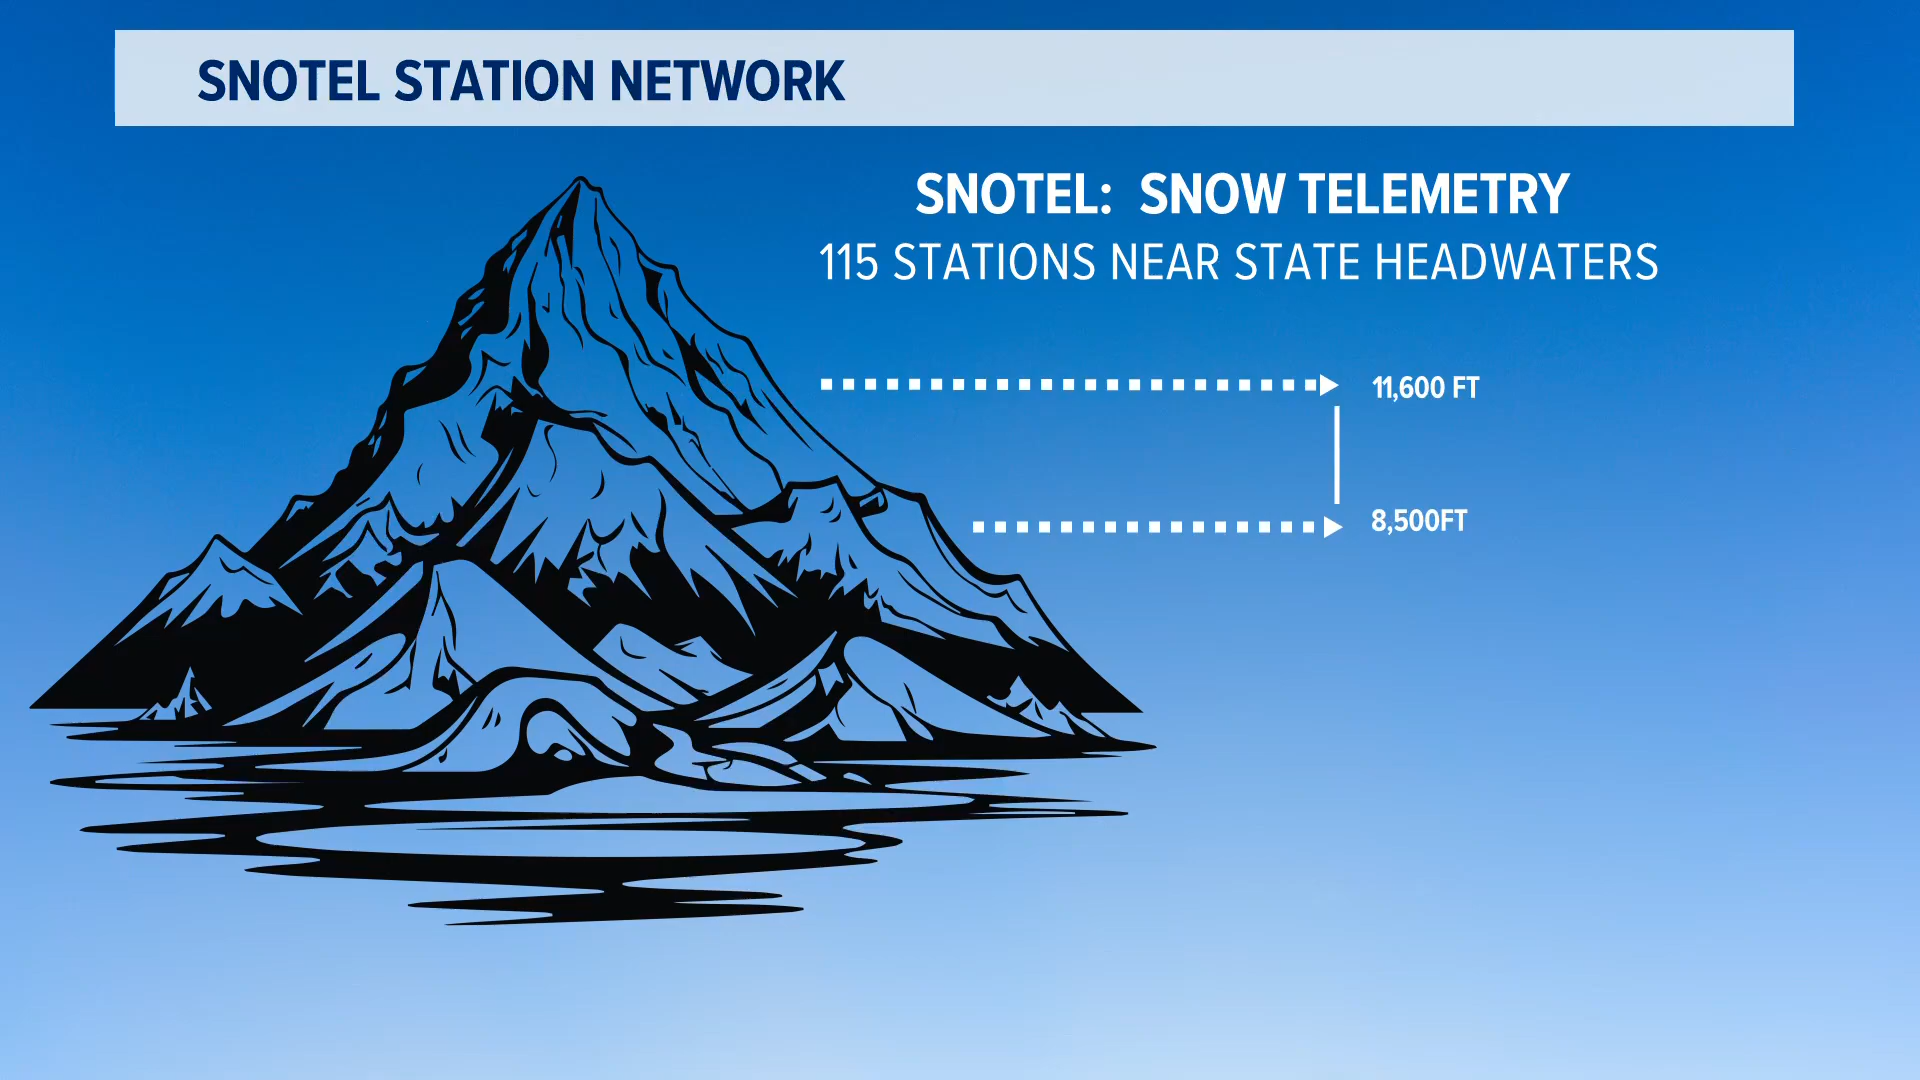 SNOTEL STATION NETWORK
SNOTEL: SNOW TELEMETRY
115 STATIONS NEAR STATE HEADWATERS
11,600 FT
8,500FT